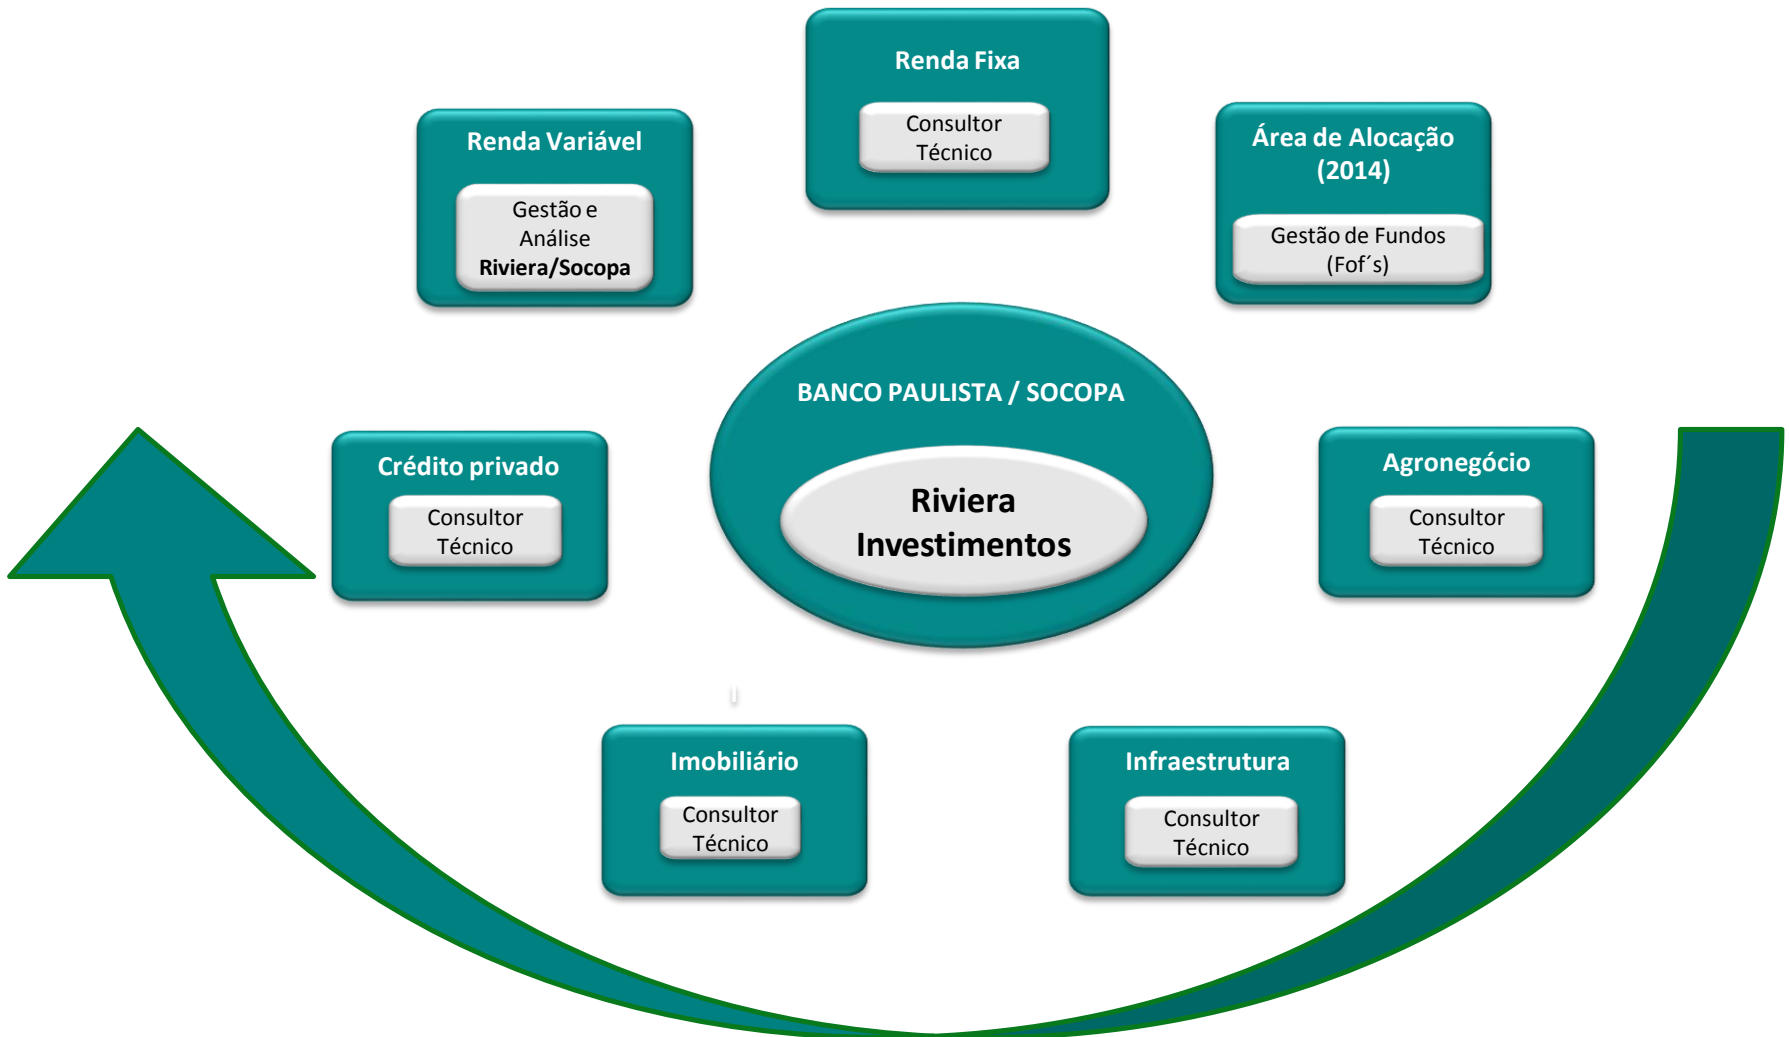 Renda Fixa
Consultor
Técnico
Renda Variável
Gestão e
Análise
Riviera/Socopa
Área de Alocação
(2014)
Gestão de Fundos
(Fof´s)
BANCO PAULISTA / SOCOPA
Riviera
Investimentos
Crédito privado
Consultor
Técnico
Agronegócio
Consultor
Técnico
Imobiliário
Consultor
Técnico
Infraestrutura
Consultor
Técnico